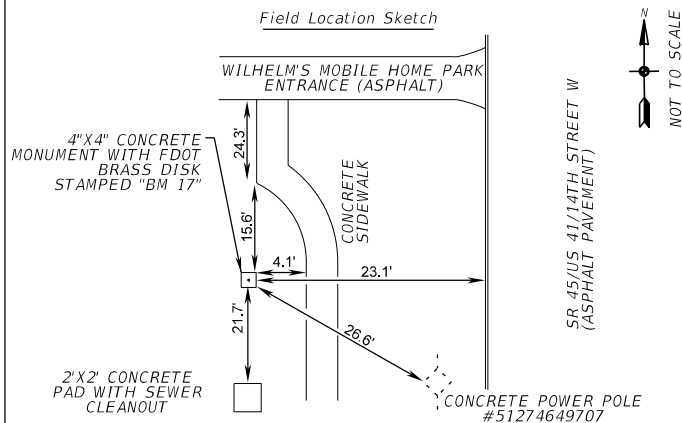 Field Location Sketch
N
NOT TO SCALE
WILHELM'S MOBILE HOME PARK
ENTRANCE (ASPHALT)
24.3'
4"X4" CONCRETE
MONUMENT WITH FDOT
BRASS DISK
STAMPED "BM 17"
CONCRETE
SIDEWALK
SR 45/US 41/14TH STREET W
(ASPHALT PAVEMENT)
15.6'
4.1'
23.1'
21.7'
26.6'
2'X2' CONCRETE
PAD WITH SEWER
CLEANOUT
CONCRETE POWER POLE
#51274649707